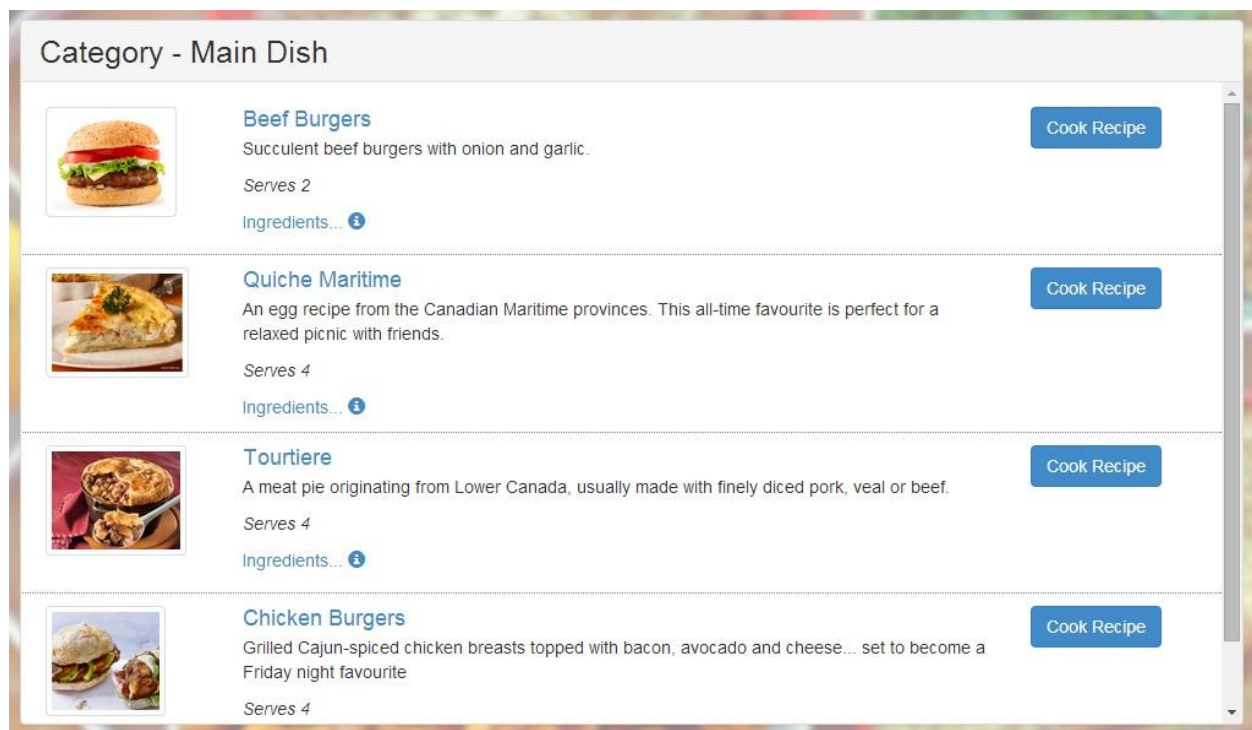 Category - Main Dish
Beef Burgers
Cook Recipe
Succulent beef burgers with onion and garlic.
Serves 2
Ingredients...
Quiche Maritime
Cook Recipe
An egg recipe from the Canadian Maritime provinces. This all-time favourite is perfect for a
relaxed picnic with friends.
Serves 4
Ingredients...
Tourtiere
Cook Recipe
A meat pie originating from Lower Canada, usually made with finely diced pork, veal or beef.
Serves 4
Ingredients...
Chicken Burgers
Cook Recipe
Grilled Cajun-spiced chicken breasts topped with bacon, avocado and cheese... set to become a
Friday night favourite
Serves 4